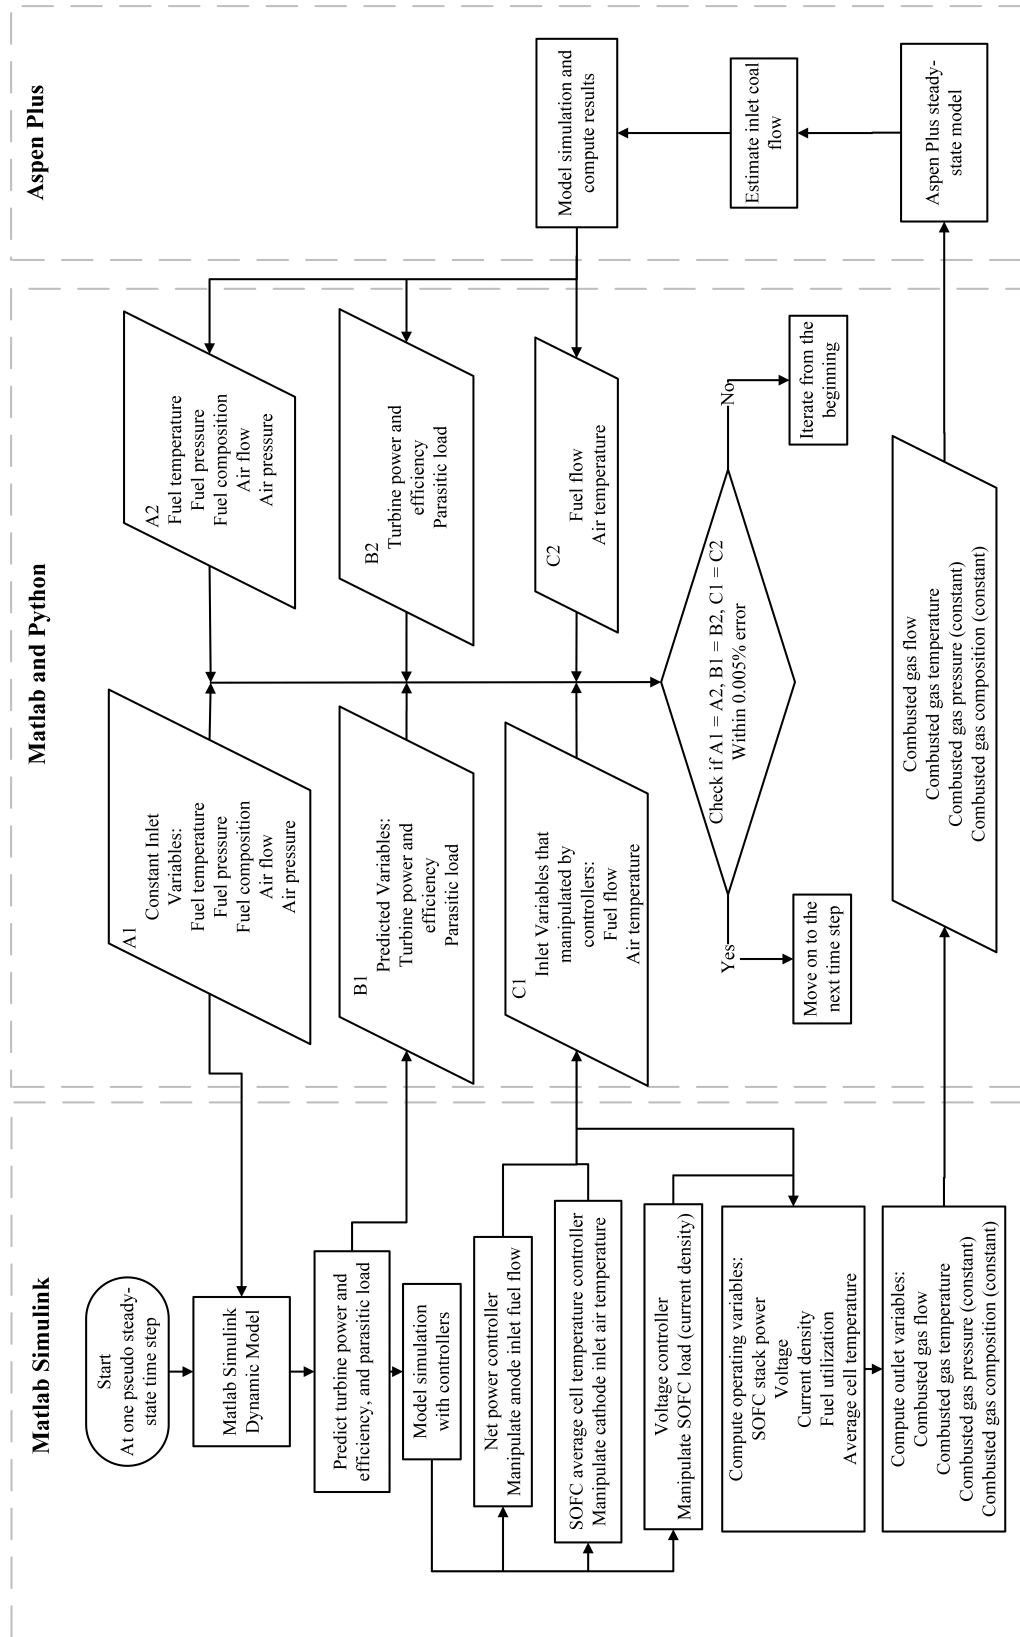 Matlab Simulink
Start
At one pseudo steady-
state time step
Matlab Simulink
Dynamic Model
Predict turbine power and
efficiency, and parasitic load
Model simulation
with controllers
Net power controller
Manipulate anode inlet fuel flow
SOFC average cell temperature controller
Manipulate cathode inlet air temperature
Voltage controller
Manipulate SOFC load (current density)
Compute operating variables:
SOFC stack power
Voltage
Current density
Fuel utilization
Average cell temperature
Compute outlet variables:
Combusted gas flow
Combusted gas temperature
Combusted gas pressure (constant)
Combusted gas composition (constant)
Matlab and Python
A1
Constant Inlet
Variables:
Fuel temperature
Fuel pressure
Fuel composition
Air flow
Air pressure
B1
Predicted Variables:
Turbine power and
efficiency
Parasitic load
C1
Inlet Variables that
manipulated by
controllers:
Fuel flow
Air temperature
A2
Fuel temperature
Fuel pressure
Fuel composition
Air flow
Air pressure
B2
Turbine power and
efficiency
Parasitic load
C2
Fuel flow
Air temperature
Check if A1 = A2, B1 = B2, C1 = C2
Within 0.005% error
Yes
No
Move on to the
next time step
Iterate from the
beginning
Combusted gas flow
Combusted gas temperature
Combusted gas pressure (constant)
Combusted gas composition (constant)
Aspen Plus
Model simulation and
compute results
Estimate inlet coal
flow
Aspen Plus steady-
state model